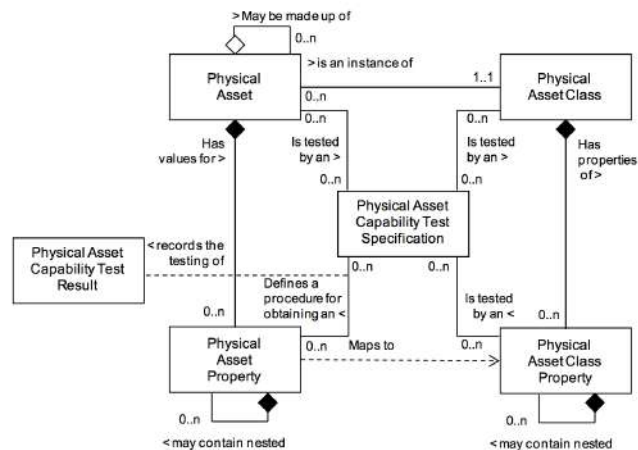 > May be made up of
0..n
> is an instance of
Physical
Asset
0..n
1..1
Physical
Asset Class
0..n
0..n
Has
values for >
Is tested
by an >
Is tested
by an >
Has
properties
of >
0..n
0..n
Physical Asset
Capability Test
Specification
Physical Asset
Capability Test
Result
< records the
testing of
0..n
0..n
Defines a
procedure for
obtaining an <
Is tested
by an <
0..n
0..n
0..n
0..n
Maps to
Physical
Asset
Property
Physical
Asset Class
Property
0..n
0..n
< may contain nested
< may contain nested